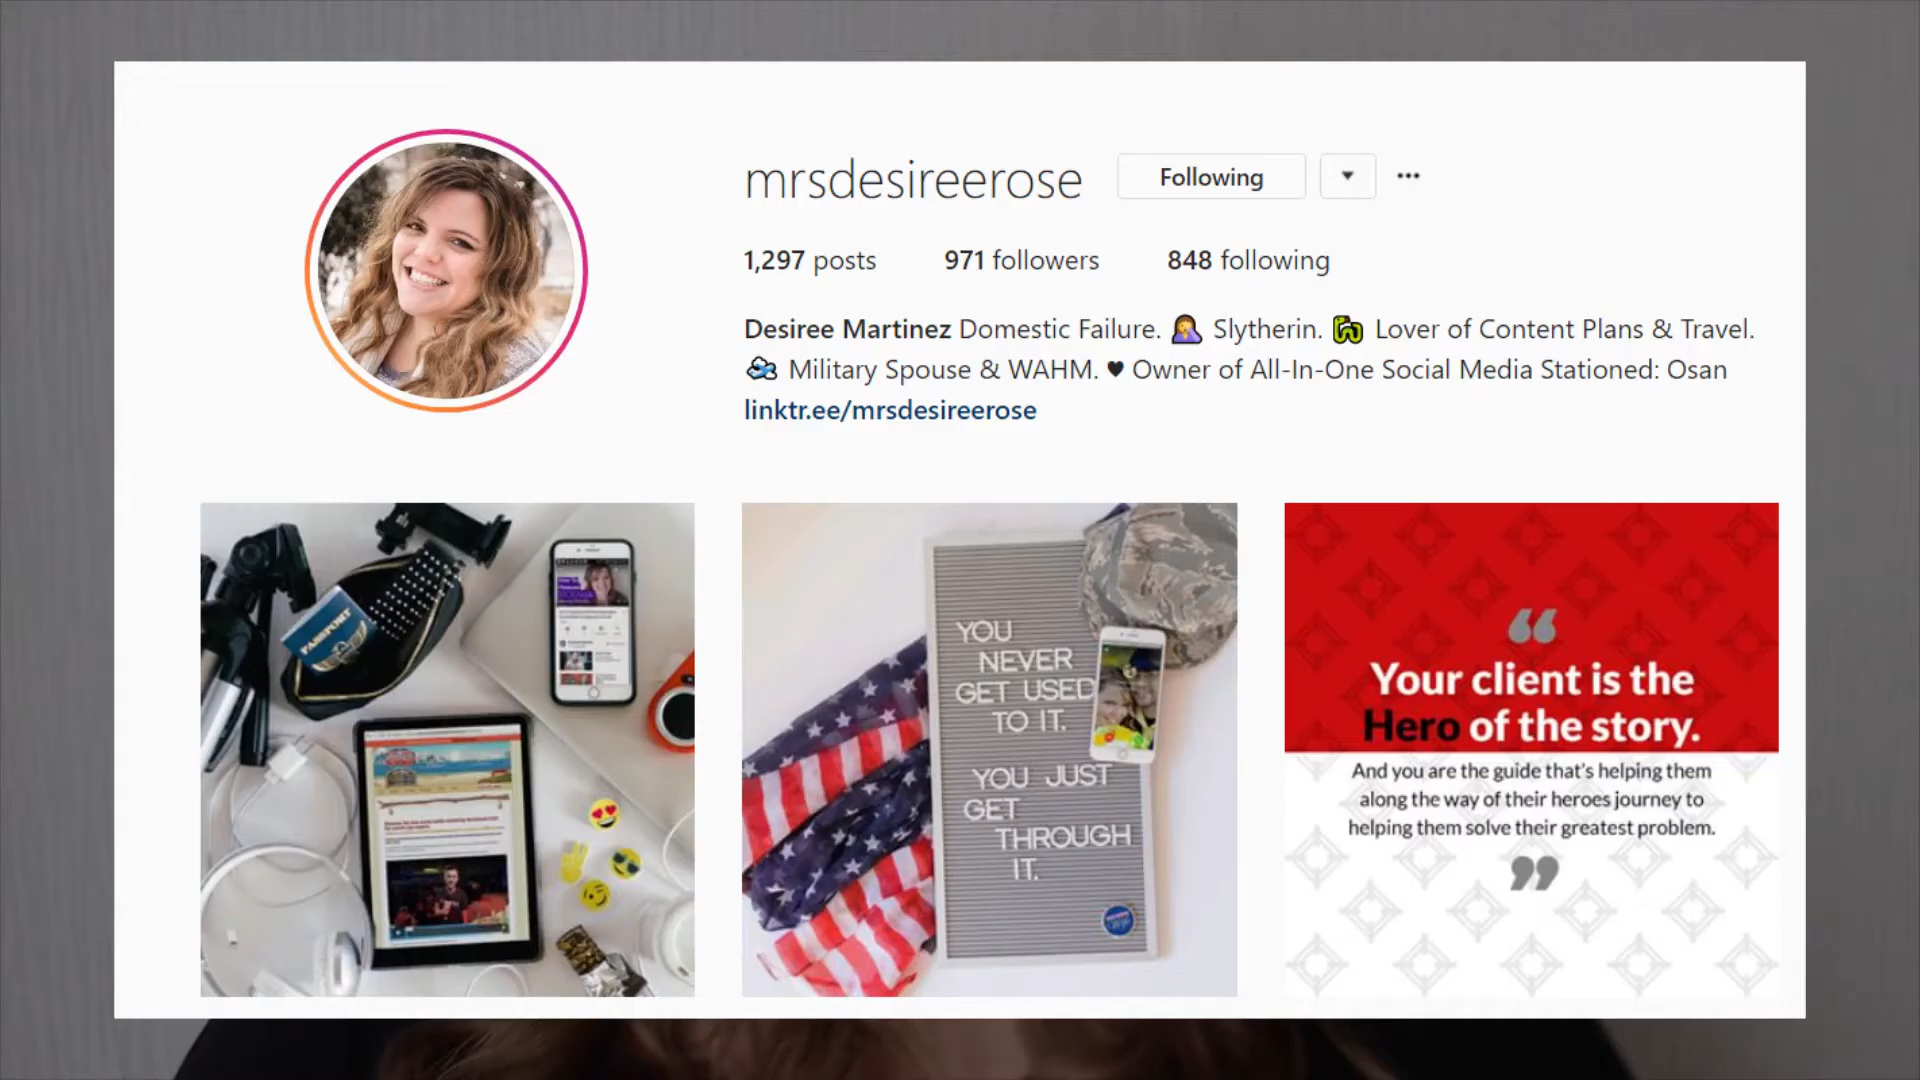 mrsdesireerose Following
1,297 posts 971 followers 848 following
Desiree Martinez Domestic Failure. 🤦‍♀️ Slytherin. 🐍 Lover of Content Plans & Travel.
Military Spouse & WAHM. ♥ Owner of All-In-One Social Media Stationed: Osan
linktr.ee/mrsdesireerose
PASSPORT
YOU
NEVER
GET USED
TO IT.
YOU JUST
GET
THROUGH
IT.
“
Your client is the
Hero of the story.
And you are the guide that's helping them
along the way of their heroes journey to
helping them solve their greatest problem.
”